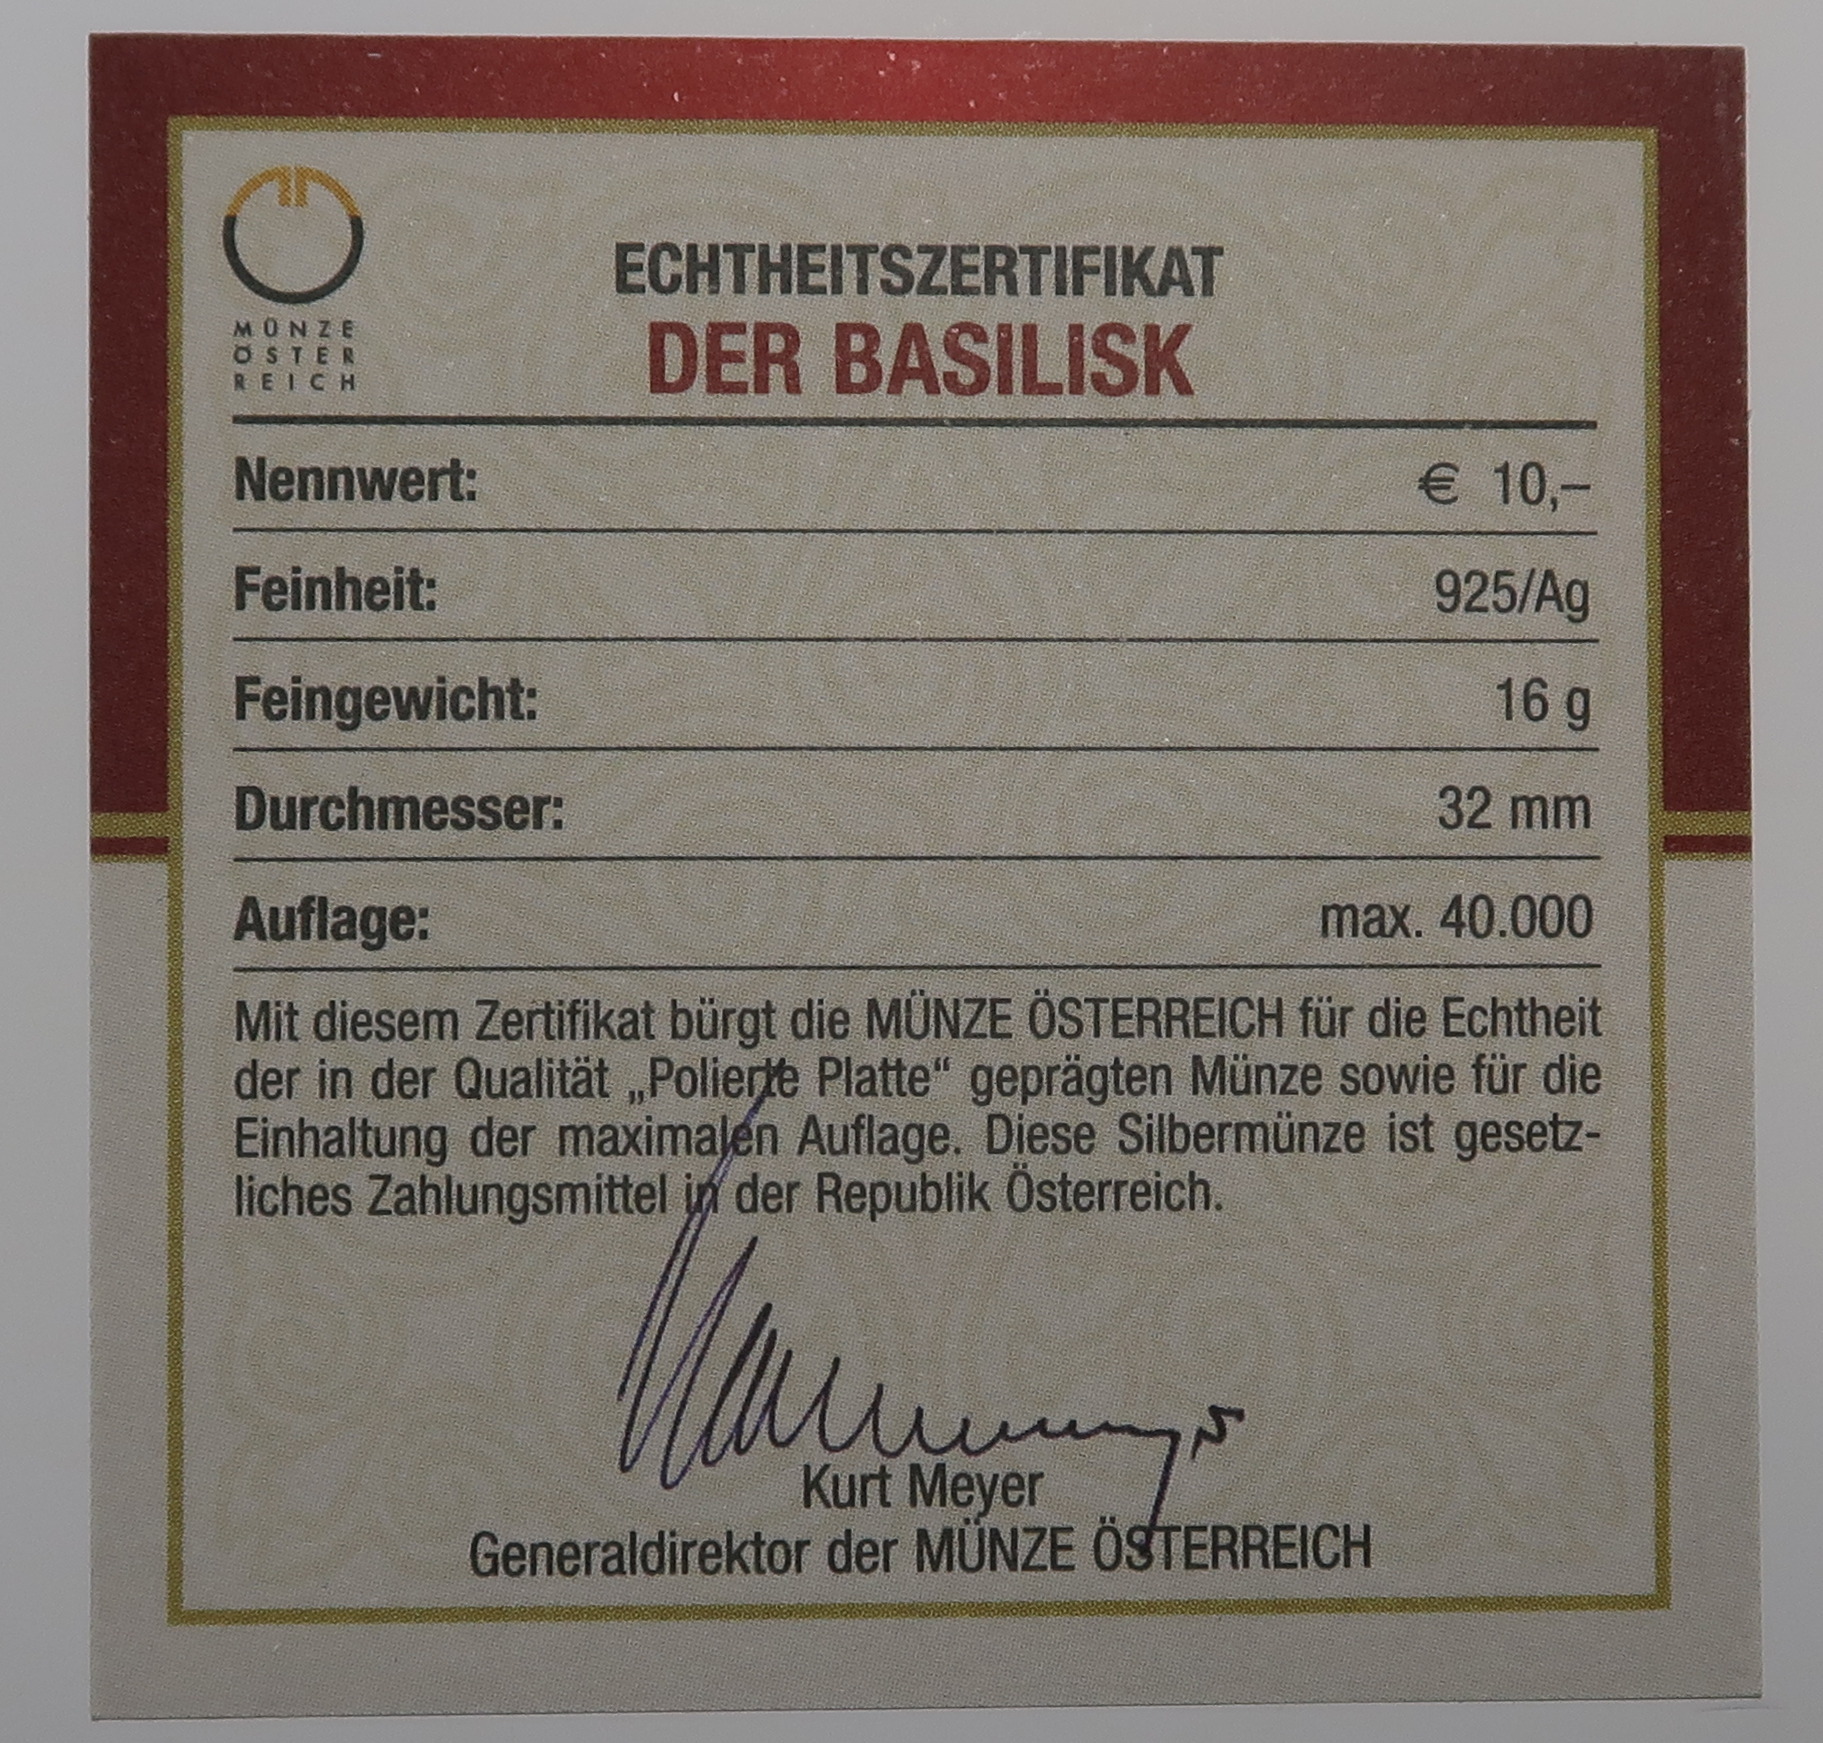 MÜNZE
ÖSTER
REICH
ECHTHEITSZERTIFIKAT
DER BASILISK
Nennwert: € 10,–
Feinheit: 925/Ag
Feingewicht: 16 g
Durchmesser: 32 mm
Auflage: max. 40.000
Mit diesem Zertifikat bürgt die MÜNZE ÖSTERREICH für die Echtheit
der in der Qualität „Polierte Platte“ geprägten Münze sowie für die
Einhaltung der maximalen Auflage. Diese Silbermünze ist gesetz-
liches Zahlungsmittel in der Republik Österreich.
Kurt Meyer
Generaldirektor der MÜNZE ÖSTERREICH